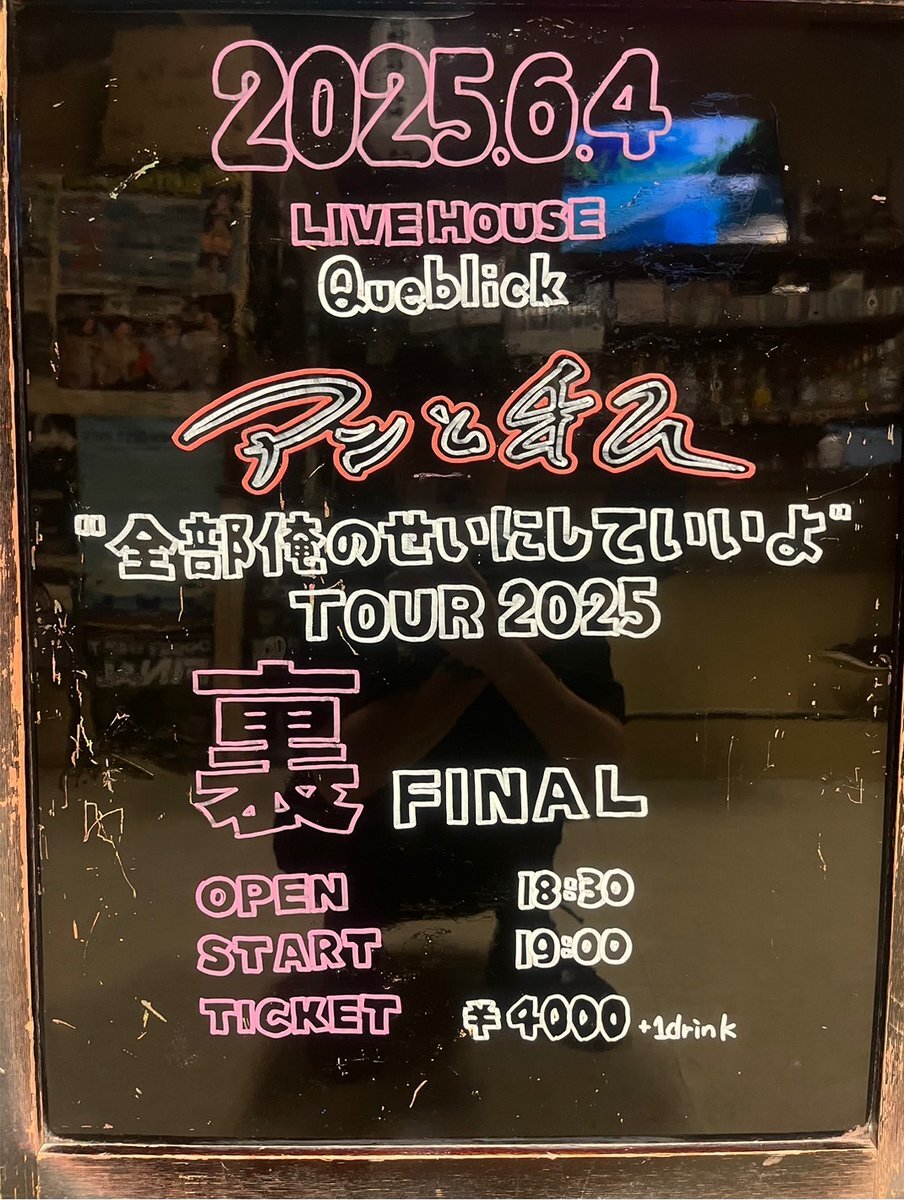 2025.6.4
LIVE HOUSE
Queblick
アンと私
"全部俺のせいにしていいよ"
TOUR 2025
裏 FINAL
OPEN 18:30
START 19:00
TICKET ¥4000 +1drink